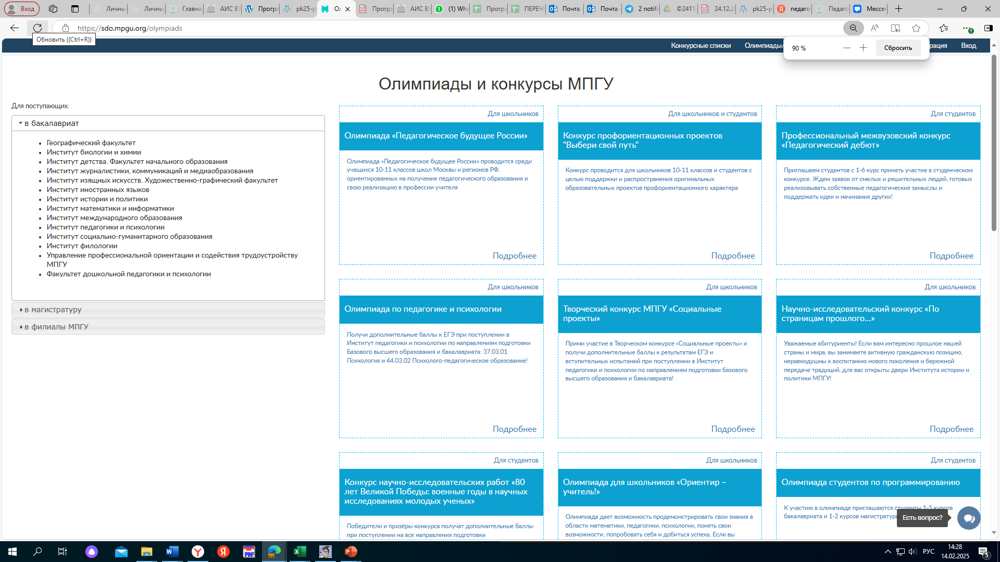 Вход
Личны
Личны
Главна
АИС ВУ
Програ
pk25-p
Ол
Програ
АИС ВУ
(1) Wha
Програ
ПЕРЕЧЕ
Почта
Почта
2 notifi
©2411
24.12.2
pk25-p
педаго
Педаго
Мессен
https://sdo.mpgu.org/olympiads
Обновить ((Ctrl+R))
90 %
Сбросить
Конкурсные списки
Олимпиады/
рация
Вход
Олимпиады и конкурсы МПГУ
Для поступающих:
в бакалавриат
Географический факультет
Институт биологии и химии
Институт детства. Факультет начального образования
Институт журналистики, коммуникаций и медиаобразования
Институт изящных искусств. Художественно-графический факультет
Институт иностранных языков
Институт истории и политики
Институт математики и информатики
Институт международного образования
Институт педагогики и психологии
Институт социально-гуманитарного образования
Институт филологии
Управление профессиональной ориентации и содействия трудоустройству
МПГУ
Факультет дошкольной педагогики и психологии
в магистратуру
в филиалы МПГУ
Для школьников
Олимпиада «Педагогическое будущее России»
Олимпиада «Педагогическое будущее России» проводится среди
учащихся 10-11 классов школ Москвы и регионов РФ,
ориентированных на получение педагогического образования и
свою реализацию в профессии учителя
Подробнее
Для школьников и студентов
Конкурс профориентационных проектов
"Выбери свой путь"
Конкурс проводится для школьников 10-11 классов и студентов с
целью поддержки и распространения оригинальных
образовательных проектов профориентационного характера
Подробнее
Для студентов
Профессиональный межвузовский конкурс
«Педагогический дебют»
Приглашаем студентов с 1-6 курс принять участие в студенческом
конкурсе. Ждем заявок от смелых и решительных людей, готовых
реализовывать собственные педагогические замыслы и
поддержать идеи и начинания других!
Подробнее
Для школьников
Олимпиада по педагогике и психологии
Получи дополнительные баллы к ЕГЭ при поступлении в
Институт педагогики и психологии по направлениям подготовки
Базового высшего образования и бакалавриата: 37.03.01
Психология и 44.03.02 Психолого-педагогическое образование!
Подробнее
Для школьников
Творческий конкурс МПГУ «Социальные
проекты»
Прими участие в Творческом конкурсе «Социальные проекты» и
получи дополнительные баллы к результатам ЕГЭ и
вступительных испытаний при поступлении в Институт
педагогики и психологии по направлениям подготовки базового
высшего образования и бакалавриата!
Подробнее
Для школьников
Научно-исследовательский конкурс «По
страницам прошлого...»
Уважаемые абитуриенты! Если вам интересно прошлое нашей
страны и мира, вы занимаете активную гражданскую позицию,
неравнодушны к воспитанию нового поколения и бережной
передаче традиций, для вас открыты двери Института истории и
политики МПГУ!
Подробнее
Для студентов
Конкурс научно-исследовательских работ «80
лет Великой Победы: военные годы в научных
исследованиях молодых ученых»
Победители и призёры конкурса получат дополнительные баллы
при поступлении на все направления подготовки
Для школьников
Олимпиада для школьников «Ориентир –
учитель!»
Олимпиада дает возможность продемонстрировать свои знания в
области математики, педагогики, психологии, понять свои
возможности, попробовать себя и добиться успеха. Если вы
Для студентов
Олимпиада студентов по программированию
К участию в олимпиаде приглашаются студенты 1-5 курсов
бакалавриата и 1-2 курсов магистратуры
Есть вопрос?
РУС
14:28
14.02.2025
5